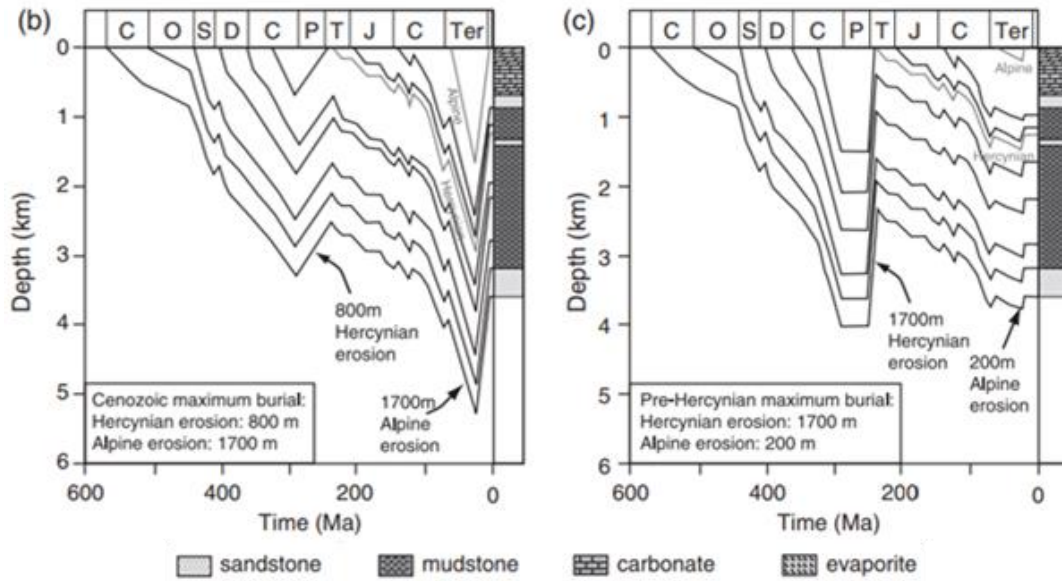 (b)
C O S D C P T J C Ter
0
1
2
3
4
5
6
Depth (km)
Alpine
Hercynian
800m
Hercynian
erosion
1700m
Alpine
erosion
Cenozoic maximum burial:
Hercynian erosion: 800 m
Alpine erosion: 1700 m
600 400 200 0
Time (Ma)
(c)
C O S D C P T J C Ter
0
1
2
3
4
5
6
Depth (km)
Alpine
Hercynian
1700m
Hercynian
erosion
200m
Alpine
erosion
Pre-Hercynian maximum burial:
Hercynian erosion: 1700 m
Alpine erosion: 200 m
600 400 200 0
Time (Ma)
sandstone mudstone carbonate evaporite